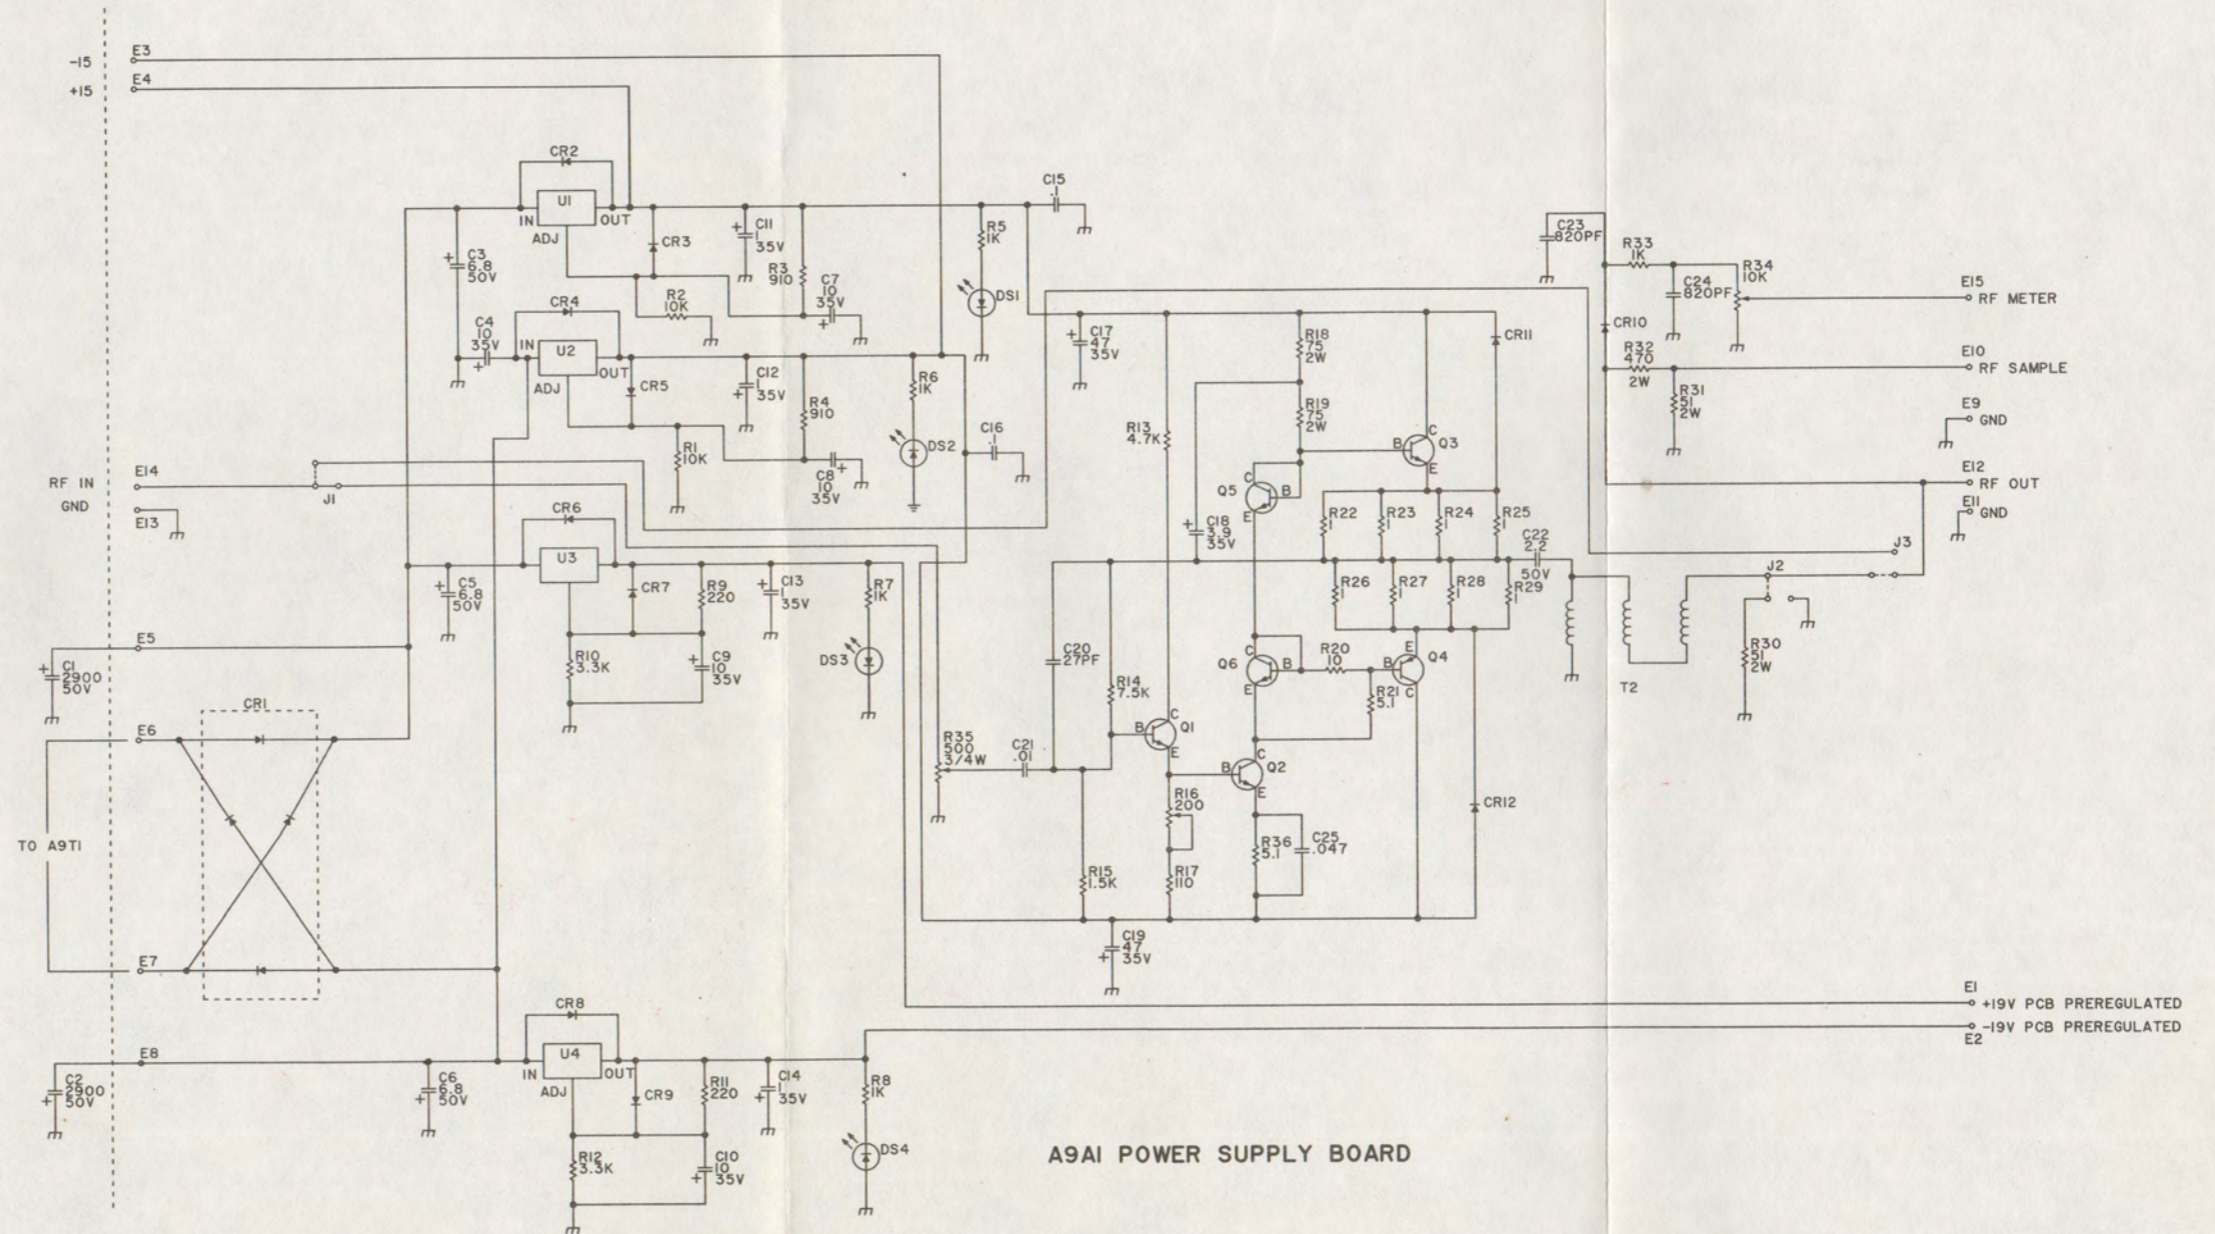 -15
E3
+15
E4
CR2
U1
IN
OUT
ADJ
CR3
C3
6.8
50V
C11
1
35V
R3
910
C7
10
35V
R2
10K
C15
.1
R5
1K
DS1
C4
10
35V
CR4
IN
U2
OUT
ADJ
CR5
C12
1
35V
R4
910
R6
1K
DS2
R1
10K
C8
10
35V
C16
.1
RF IN
E14
GND
E13
J1
CR6
U3
C5
6.8
50V
CR7
R9
220
C13
1
35V
R7
1K
DS3
R10
3.3K
C9
10
35V
E5
C1
2900
50V
CR1
E6
TO A9T1
E7
E8
C2
2900
50V
C6
6.8
50V
CR8
U4
IN
OUT
ADJ
CR9
R11
220
C14
1
35V
R8
1K
DS4
R12
3.3K
C10
10
35V
C17
47
35V
R13
4.7K
R18
75
2W
R19
75
2W
CR11
B
C
E
Q3
Q5
C
B
E
C18
3.9
35V
R22
1
R23
1
R24
1
R25
1
C22
2.2
50V
R26
1
R27
1
R28
1
R29
1
C20
27PF
R14
7.5K
Q6
C
B
E
R20
10
B
E
C
Q4
R21
5.1
R35
500
3/4W
C21
.01
B
C
E
Q1
B
C
E
Q2
R16
200
R15
1.5K
R17
110
R36
5.1
C25
.047
CR12
C19
47
35V
C23
820PF
R33
1K
C24
820PF
R34
10K
E15
RF METER
CR10
R32
470
2W
E10
RF SAMPLE
R31
51
2W
E9
GND
E12
RF OUT
E11
GND
J3
J2
R30
51
2W
T2
E1
+19V PCB PREREGULATED
-19V PCB PREREGULATED
E2
A9A1 POWER SUPPLY BOARD